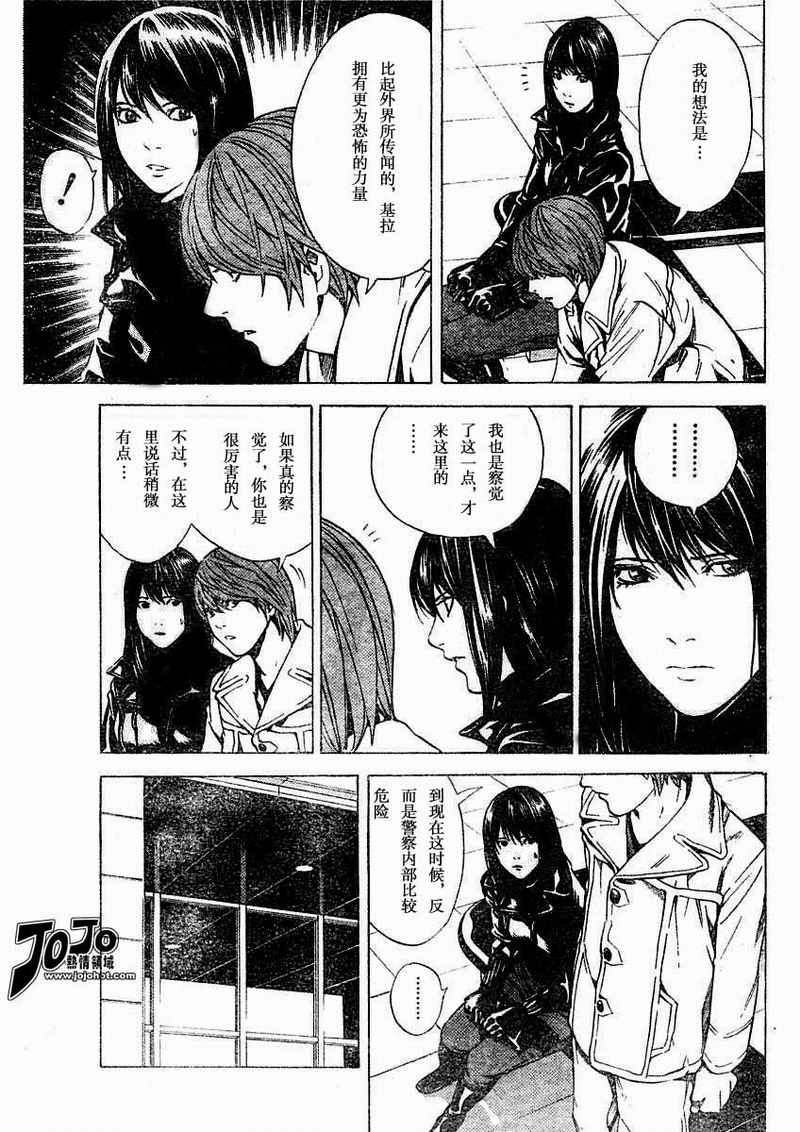 我的想法是…
比起外界所传闻的，基拉
拥有更为恐怖的力量
！
………
………
我也是察觉
了这一点，才
来这里的
……
如果真的察
觉了，你也是
很厉害的人
不过，在这
里说话稍微
有点…
到现在这时候，反
而是警察内部比较
危险
……
JOJO
熱情領域
www.jojohot.com